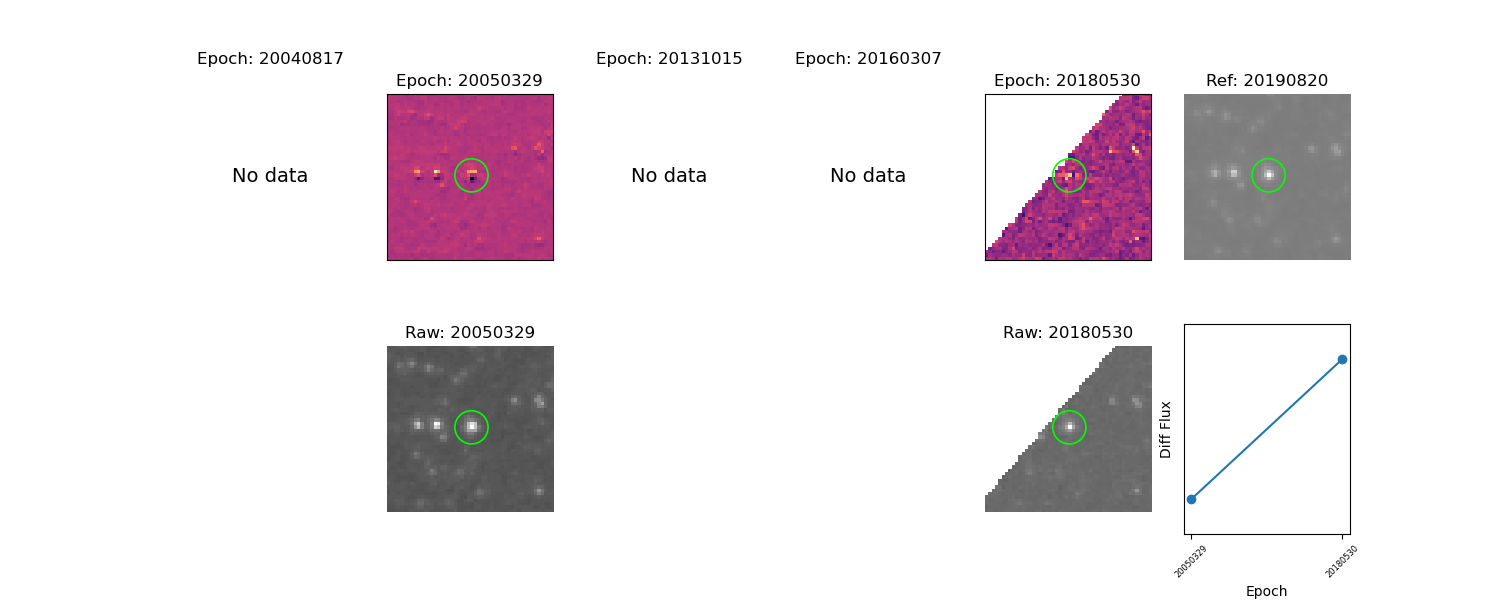 Epoch: 20040817
Epoch: 20131015
Epoch: 20160307
Epoch: 20050329
Epoch: 20180530
Ref: 20190820
No data
No data
No data
Raw: 20050329
Raw: 20180530
Diff Flux
20050329
20180530
Epoch